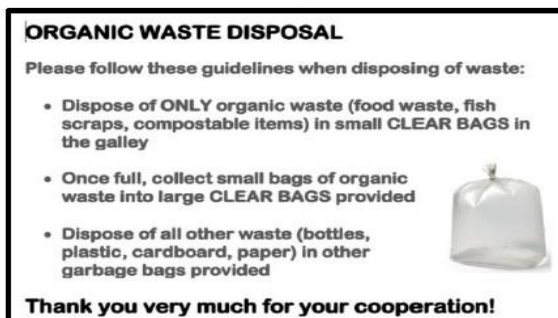 ORGANIC WASTE DISPOSAL
Please follow these guidelines when disposing of waste:
• Dispose of ONLY organic waste (food waste, fish
scraps, compostable items) in small CLEAR BAGS in
the galley
• Once full, collect small bags of organic
waste into large CLEAR BAGS provided
• Dispose of all other waste (bottles,
plastic, cardboard, paper) in other
garbage bags provided
Thank you very much for your cooperation!